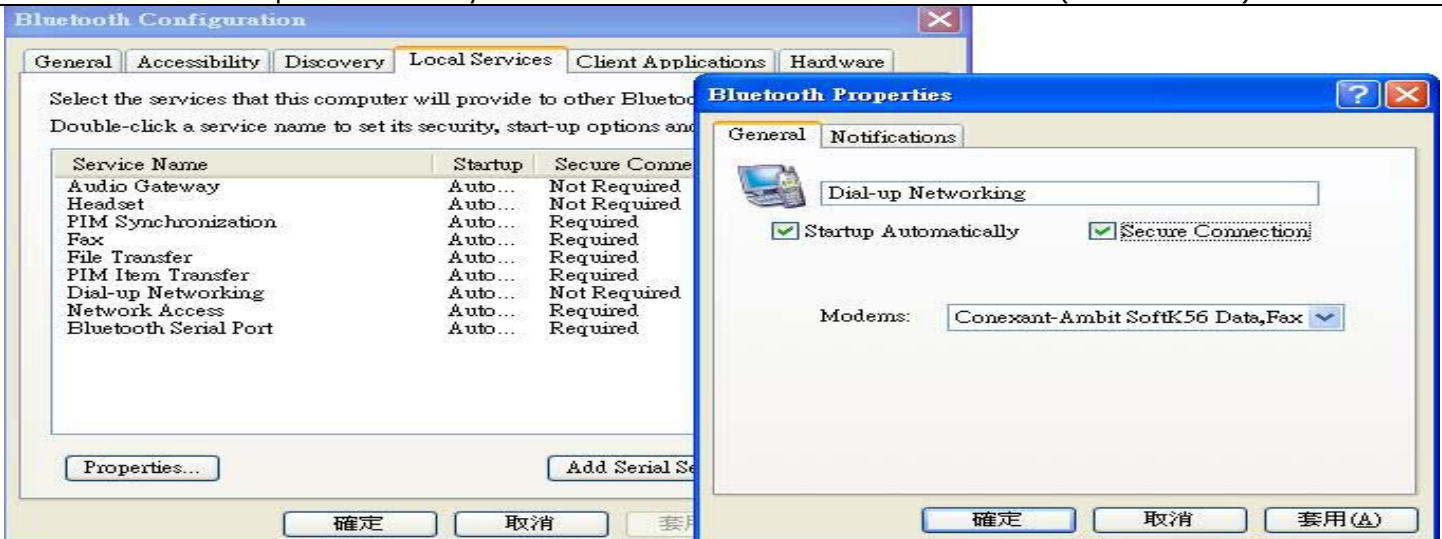 Bluetooth Configuration
General Accessibility Discovery Local Services Client Applications Hardware
Select the services that this computer will provide to other
Double-click a service name to set its security, start-up options
Service Name Startup Secure
Audio Gateway Auto... Not Required
Headset Auto... Not Required
PIM Synchronization Auto... Required
Fax Auto... Required
File Transfer Auto... Required
PIM Item Transfer Auto... Required
Dial-up Networking Auto... Not Required
Network Access Auto... Required
Bluetooth Serial Port Auto... Required
Properties... Add Serial
確定 取消
Bluetooth Properties
General Notifications
Dial-up Networking
Startup Automatically Secure Connection
Modems: Conexant-Ambit SoftK56 Data,Fax
確定 取消 套用(A)